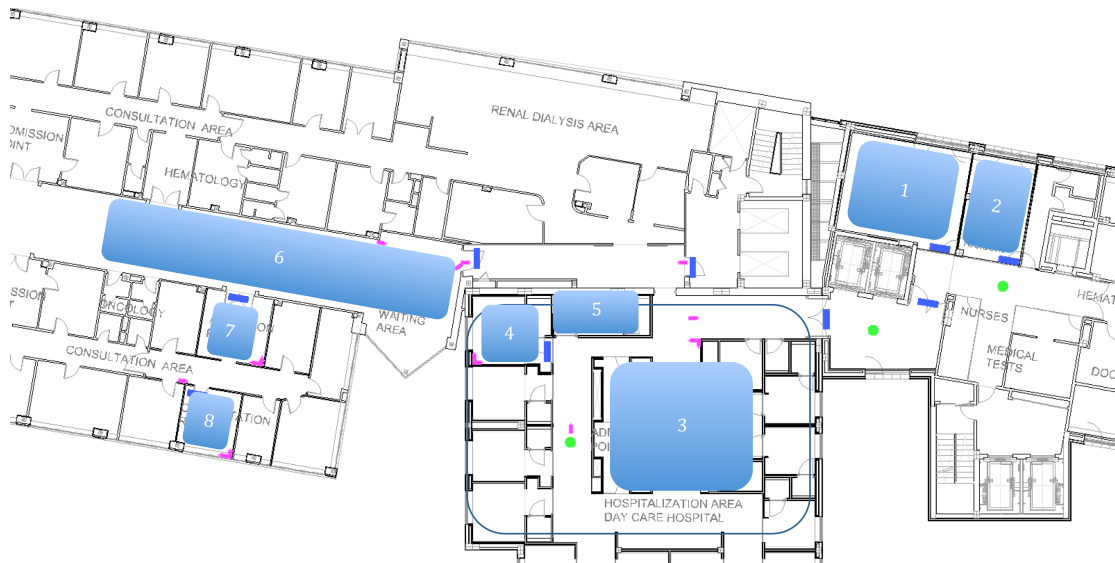 RENAL DIALYSIS AREA
CONSULTATION AREA
HEMATOLOGY
1
2
6
WAITING
AREA
NURSES
MEDICAL
TESTS
ONCOLOGY
7
5
4
CONSULTATION AREA
8
3
HOSPITALIZATION AREA
DAY CARE HOSPITAL